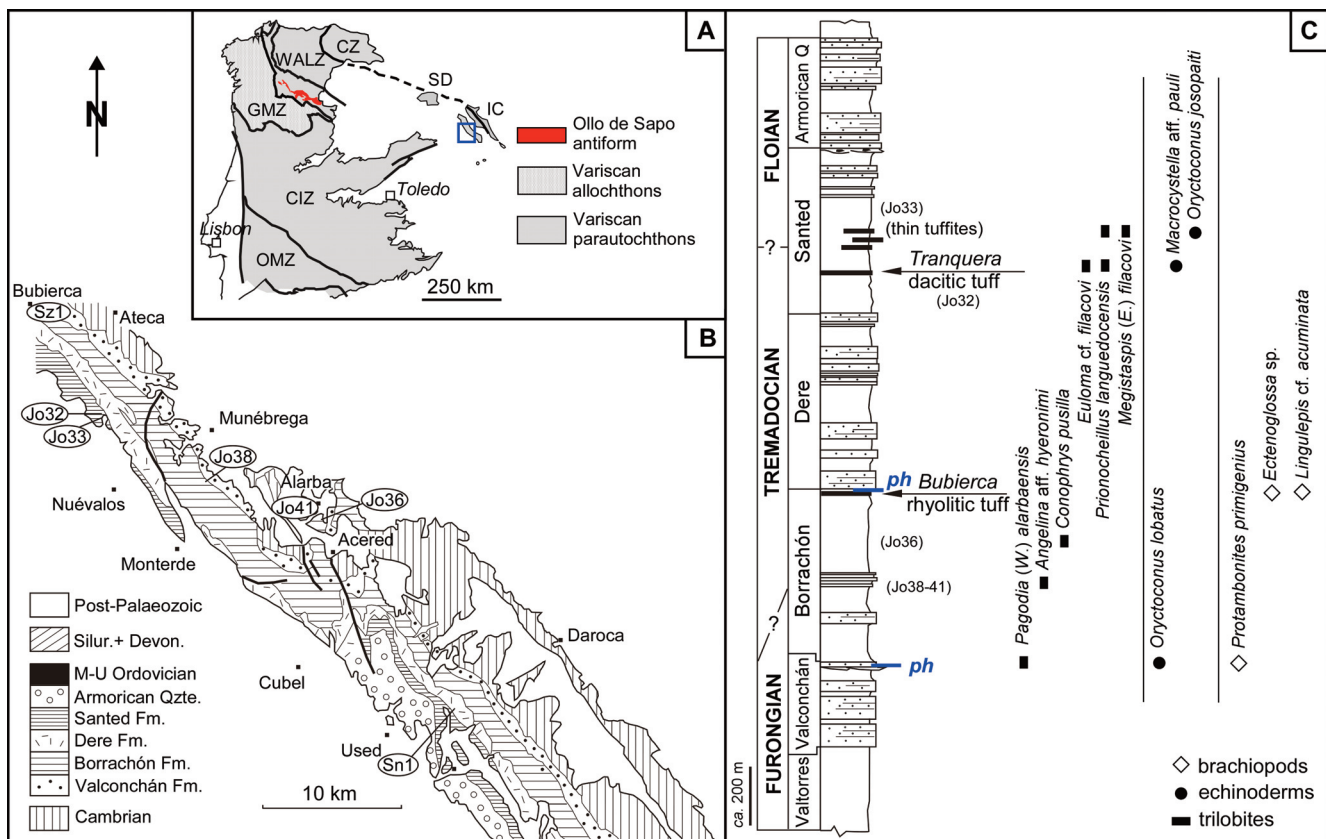 A
N
WALZ
CZ
SD
IC
GMZ
CIZ
Toledo
Lisbon
OMZ
250 km
Ollo de Sapo
antiform
Variscan
allochthons
Variscan
parautochthons
B
Bubierca
Sz1
Ateca
Jo32
Jo33
Munébrega
Jo38
Alarba
Jo41
Jo36
Nuévalos
Acered
Monterde
Daroca
Cubel
Used
Sn1
10 km
Post-Palaeozoic
Silur.+ Devon.
M-U Ordovician
Armorican Qzte.
Santed Fm.
Dere Fm.
Borrachón Fm.
Valconchán Fm.
Cambrian
C
FLOIAN
?
TREMADOCIAN
?
FURONGIAN
Armorican Q
Santed
Dere
Borrachón
Valconchán
Valtorres
ca. 200 m
(Jo33)
(thin tuffites)
Tranquera
dacitic tuff
(Jo32)
ph
Bubierca
rhyolitic tuff
(Jo36)
(Jo38-41)
ph
Pagodia (W.) alarbaensis
Angelina aff. hyeronimi
Conophrys pusilla
Euloma cf. filacovi
Prionocheillus languedocensis
Megistaspis (E.) filacovi
Oryctoconus lobatus
Macrocystella aff. pauli
Oryctoconus josopaiti
Protambonites primigenius
Ectenoglossa sp.
Lingulepis cf. acuminata
brachiopods
echinoderms
trilobites